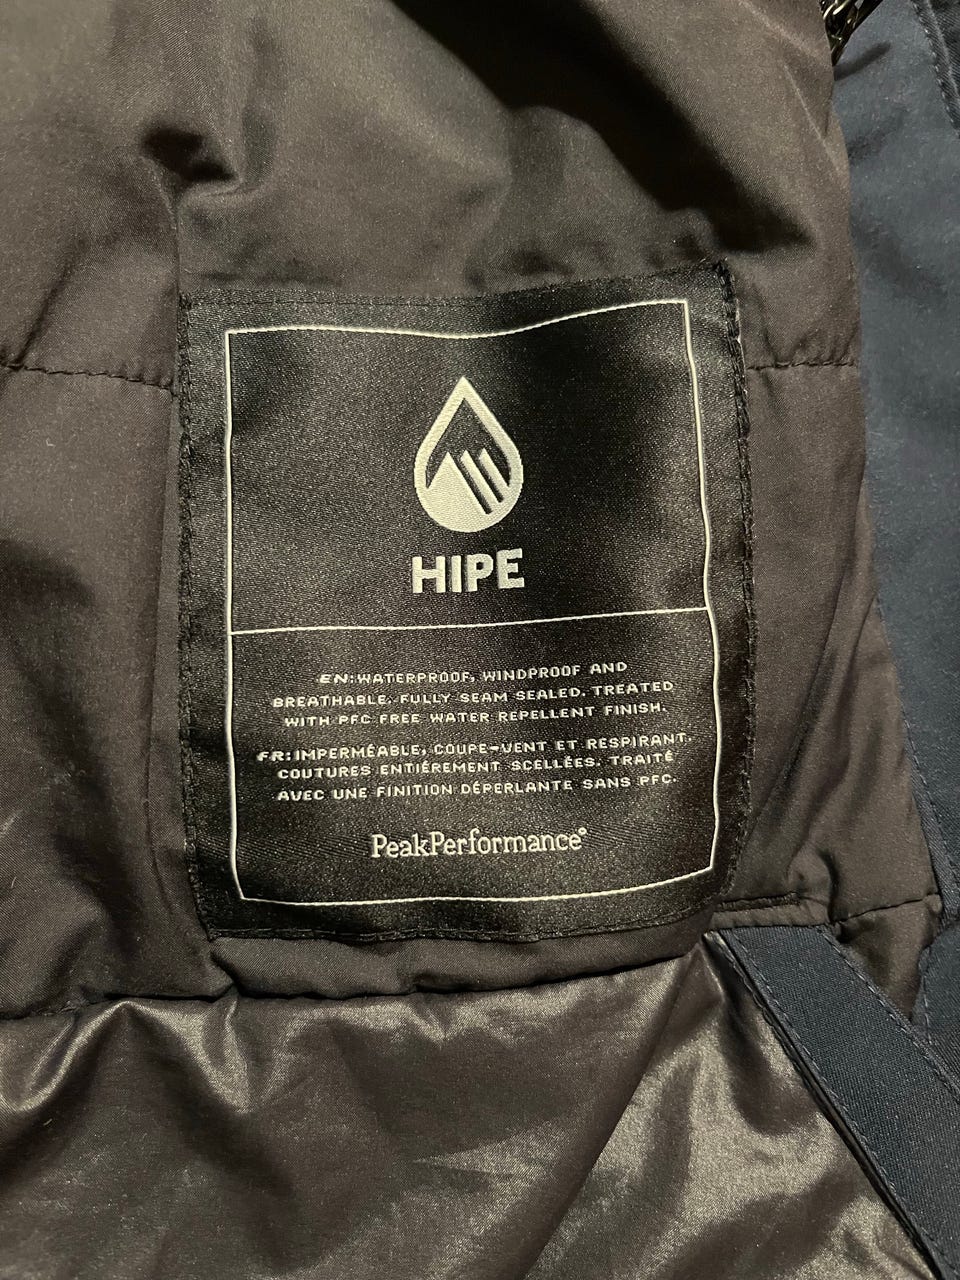 HIPE
EN: WATERPROOF, WINDPROOF AND
BREATHABLE. FULLY SEAM SEALED. TREATED
WITH PFC FREE WATER REPELLENT FINISH.
FR: IMPERMÉABLE, COUPE-VENT ET RESPIRANT.
COUTURES ENTIÉREMENT SCELLÉES. TRAITÉ
AVEC UNE FINITION DÉPERLANTE SANS PFC.
PeakPerformance®